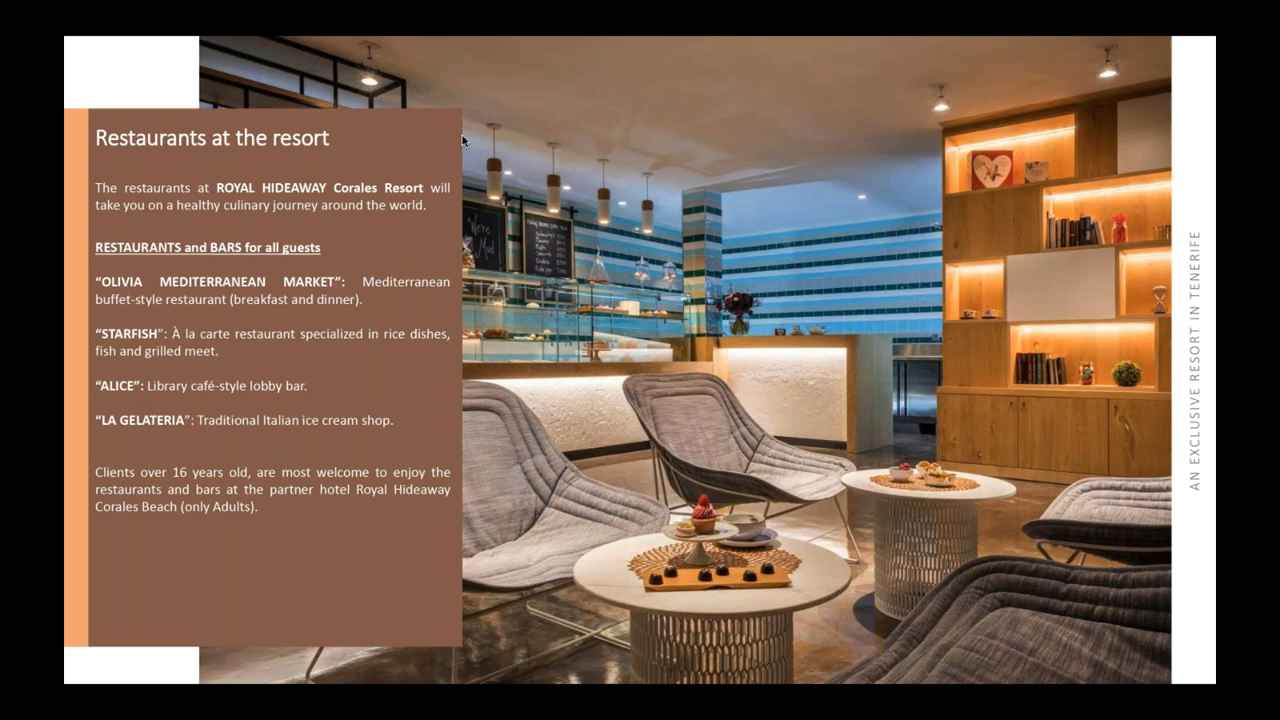 Restaurants at the resort
The restaurants at ROYAL HIDEAWAY Corales Resort will
take you on a healthy culinary journey around the world.
RESTAURANTS and BARS for all guests
“OLIVIA MEDITERRANEAN MARKET”: Mediterranean
buffet-style restaurant (breakfast and dinner).
“STARFISH”: À la carte restaurant specialized in rice dishes,
fish and grilled meet.
“ALICE”: Library café-style lobby bar.
“LA GELATERIA”: Traditional Italian ice cream shop.
Clients over 16 years old, are most welcome to enjoy the
restaurants and bars at the partner hotel Royal Hideaway
Corales Beach (only Adults).
We're
AN EXCLUSIVE RESORT IN TENERIFE